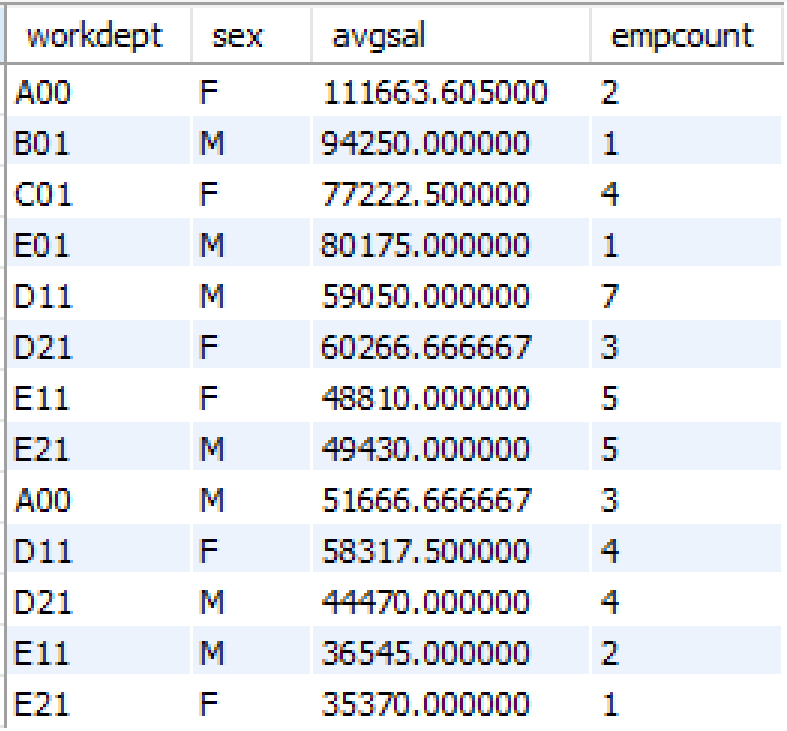 workdept sex avgsal empcount
A00 F 111663.605000 2
B01 M 94250.000000 1
C01 F 77222.500000 4
E01 M 80175.000000 1
D11 M 59050.000000 7
D21 F 60266.666667 3
E11 F 48810.000000 5
E21 M 49430.000000 5
A00 M 51666.666667 3
D11 F 58317.500000 4
D21 M 44470.000000 4
E11 M 36545.000000 2
E21 F 35370.000000 1